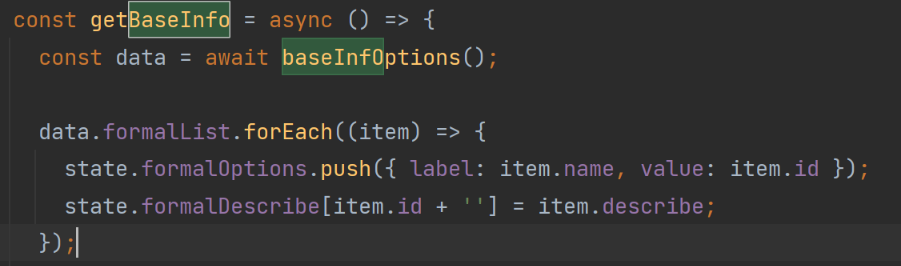 const getBaseInfo = async () => {
const data = await baseInfOptions();
data.formalList.forEach((item) => {
state.formalOptions.push({ label: item.name, value: item.id });
state.formalDescribe[item.id + ''] = item.describe;
});